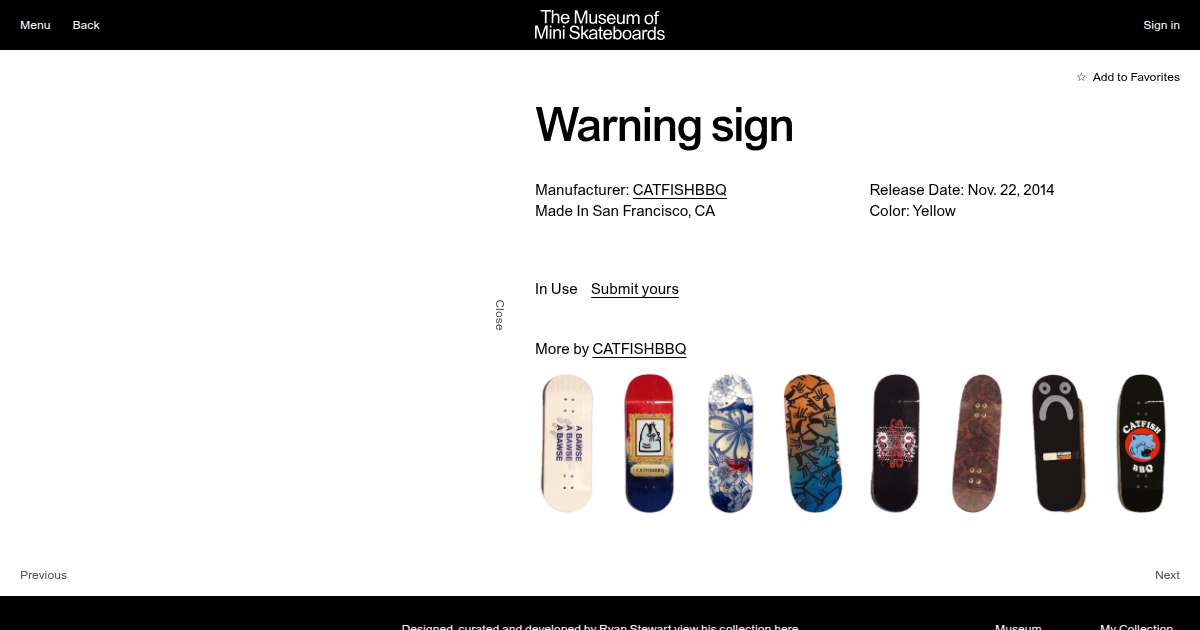 Menu Back
The Museum of
Mini Skateboards
Sign in
☆ Add to Favorites
Warning sign
Manufacturer: CATFISHBBQ
Made In San Francisco, CA
Release Date: Nov. 22, 2014
Color: Yellow
In Use Submit yours
Close
More by CATFISHBBQ
A BAWSE
A BAWSE
A BAWSE
CATFISHBBQ
CATFISH
BBQ
Previous
Next
Designed, curated and developed by Ryan Stewart view his collection here
Museum
My Collection